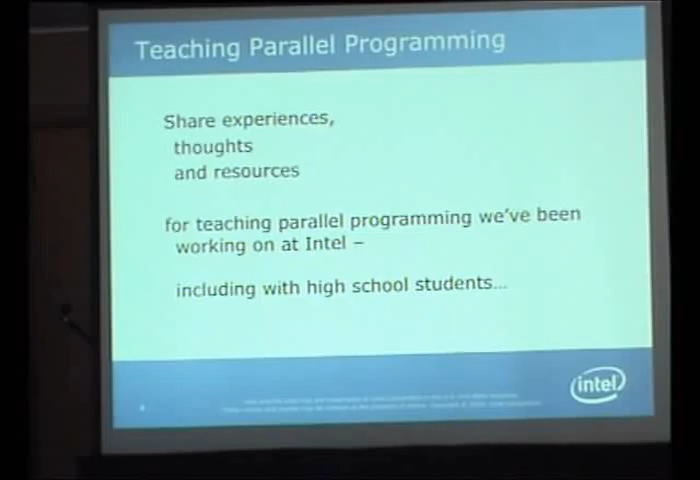 Teaching Parallel Programming
Share experiences,
thoughts
and resources
for teaching parallel programming we've been
working on at Intel –
including with high school students...
intel